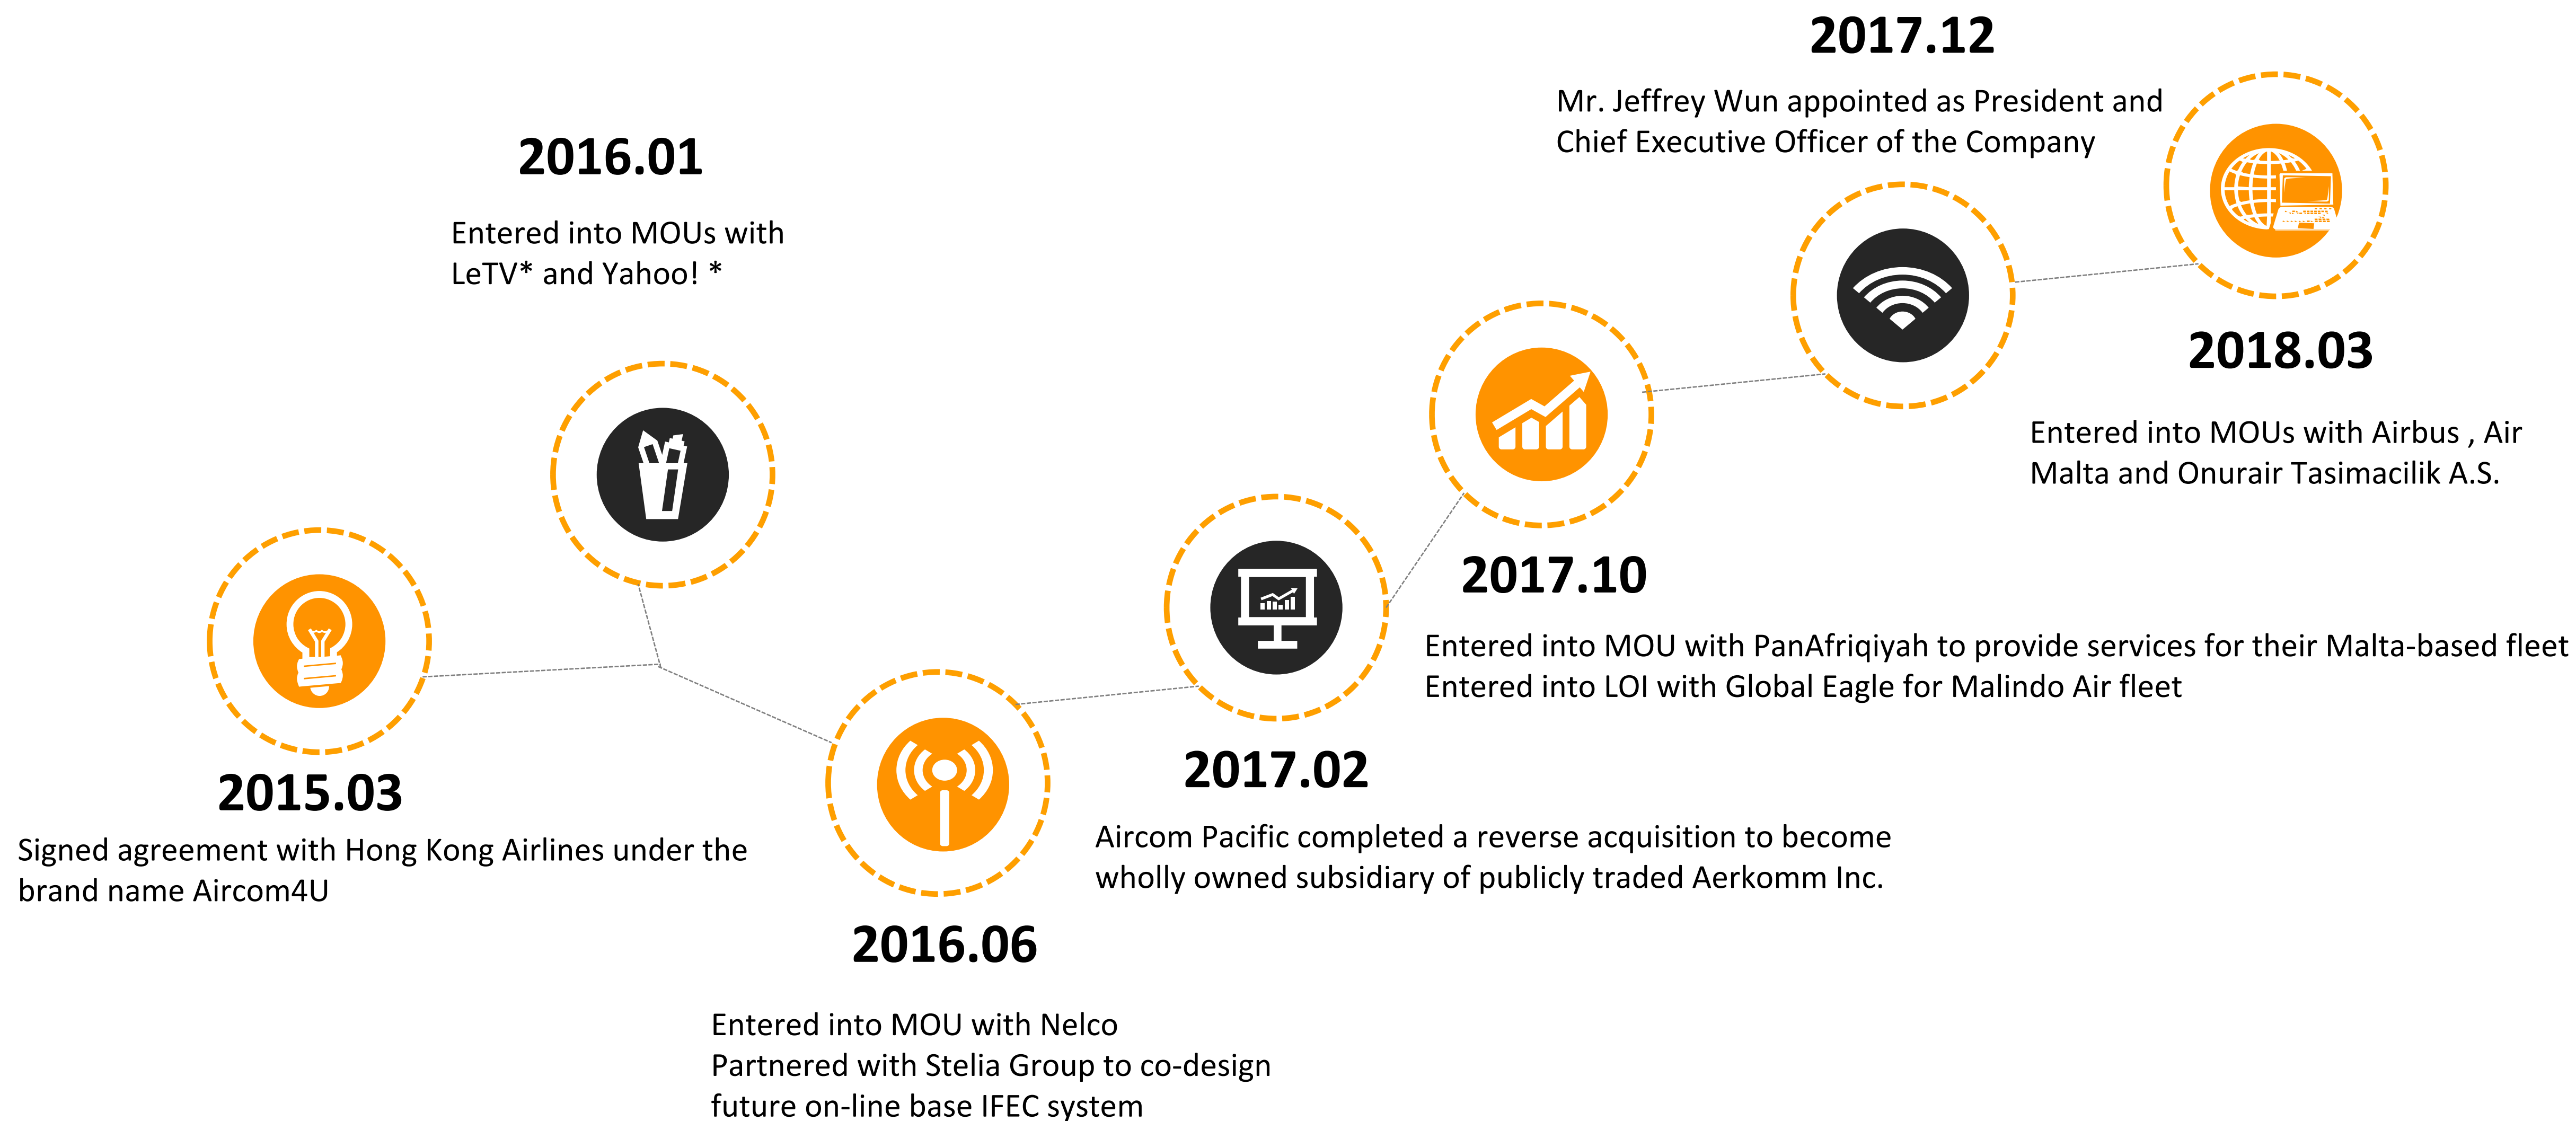 2015.03
Signed agreement with Hong Kong Airlines under the
brand name Aircom4U
2016.01
Entered into MOUs with
LeTV* and Yahoo! *
2016.06
Entered into MOU with Nelco
Partnered with Stelia Group to co-design
future on-line base IFEC system
2017.02
Aircom Pacific completed a reverse acquisition to become
wholly owned subsidiary of publicly traded Aerkomm Inc.
2017.10
Entered into MOU with PanAfriqiyah to provide services for their Malta-based fleet
Entered into LOI with Global Eagle for Malindo Air fleet
2017.12
Mr. Jeffrey Wun appointed as President and
Chief Executive Officer of the Company
2018.03
Entered into MOUs with Airbus , Air
Malta and Onurair Tasimacilik A.S.